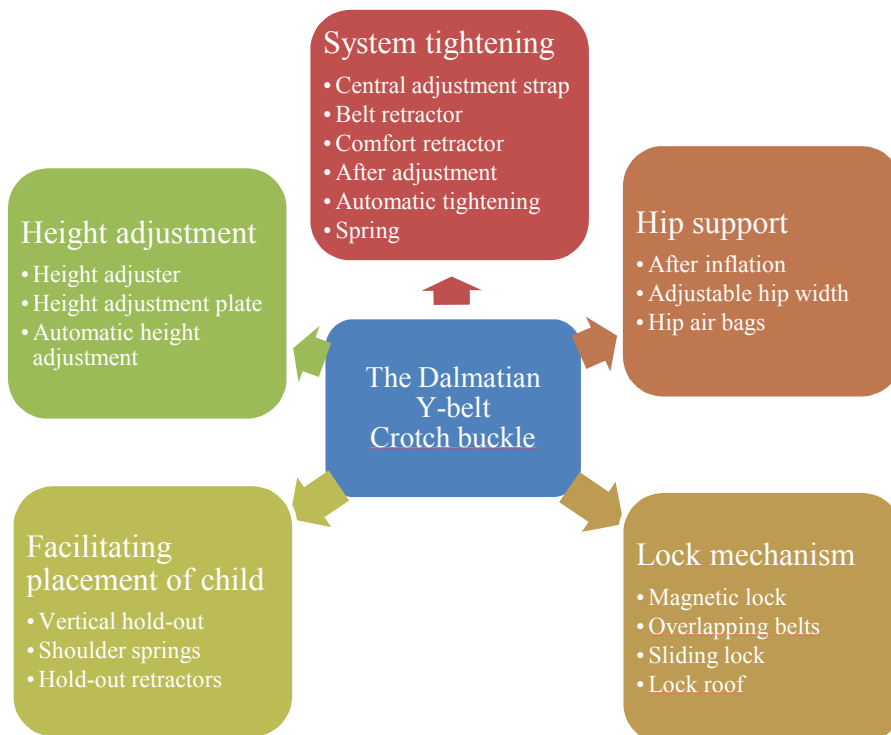 System tightening
• Central adjustment strap
• Belt retractor
• Comfort retractor
• After adjustment
• Automatic tightening
• Spring
Height adjustment
• Height adjuster
• Height adjustment plate
• Automatic height
adjustment
Hip support
• After inflation
• Adjustable hip width
• Hip air bags
The Dalmatian
Y-belt
Crotch buckle
Facilitating
placement of child
• Vertical hold-out
• Shoulder springs
• Hold-out retractors
Lock mechanism
• Magnetic lock
• Overlapping belts
• Sliding lock
• Lock roof